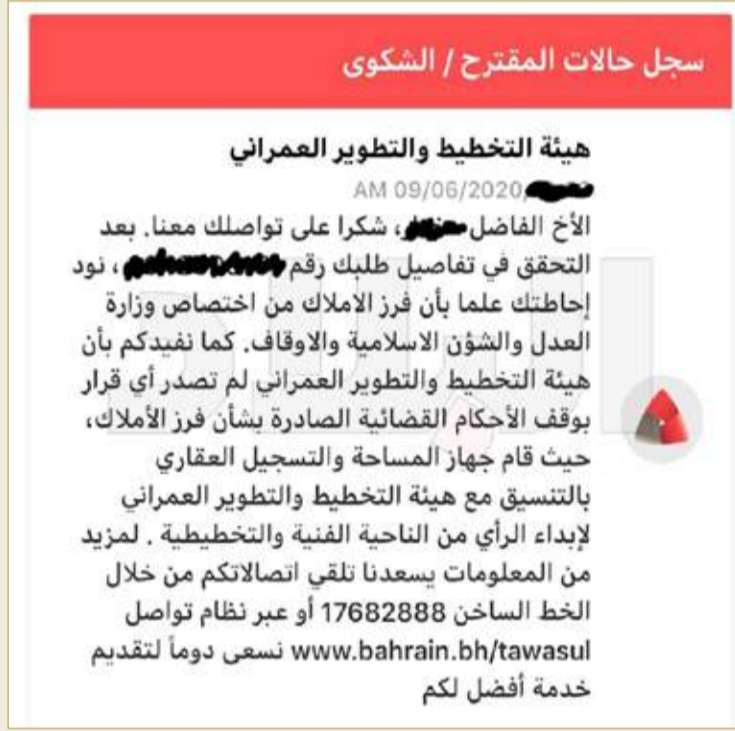 سجل حالات المقترح / الشكوى
هيئة التخطيط والتطوير العمراني
AM 09/06/2020,
الأخ الفاضل ، شكرا على تواصلك معنا. بعد
التحقق في تفاصيل طلبك رقم ، نود
إحاطتك علما بأن فرز الاملاك من اختصاص وزارة
العدل والشؤن الاسلامية والاوقاف. كما نفيدكم بأن
هيئة التخطيط والتطوير العمراني لم تصدر أي قرار
بوقف الأحكام القضائية الصادرة بشأن فرز الأملاك،
حيث قام جهاز المساحة والتسجيل العقاري
بالتنسيق مع هيئة التخطيط والتطوير العمراني
لإبداء الرأي من الناحية الفنية والتخطيطية . لمزيد
من المعلومات يسعدنا تلقي اتصالاتكم من خلال
الخط الساخن 17682888 أو عبر نظام تواصل
www.bahrain.bh/tawasul نسعى دوماً لتقديم
خدمة أفضل لكم
البلاد